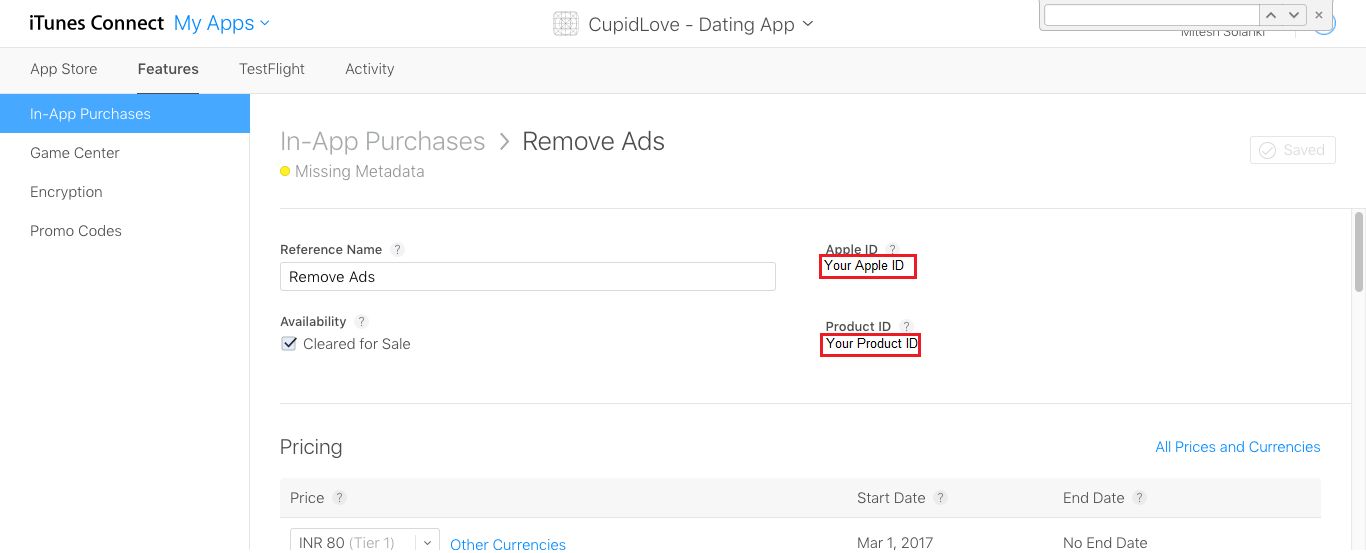 iTunes Connect My Apps
CupidLove - Dating App
Mitesh Solanki
App Store Features TestFlight Activity
In-App Purchases
Game Center
Encryption
Promo Codes
In-App Purchases > Remove Ads
Missing Metadata
Saved
Reference Name ?
Remove Ads
Apple ID ?
Your Apple ID
Availability ?
Cleared for Sale
Product ID ?
Your Product ID
Pricing
All Prices and Currencies
Price ? Start Date ? End Date ?
INR 80 (Tier 1) Other Currencies Mar 1, 2017 No End Date